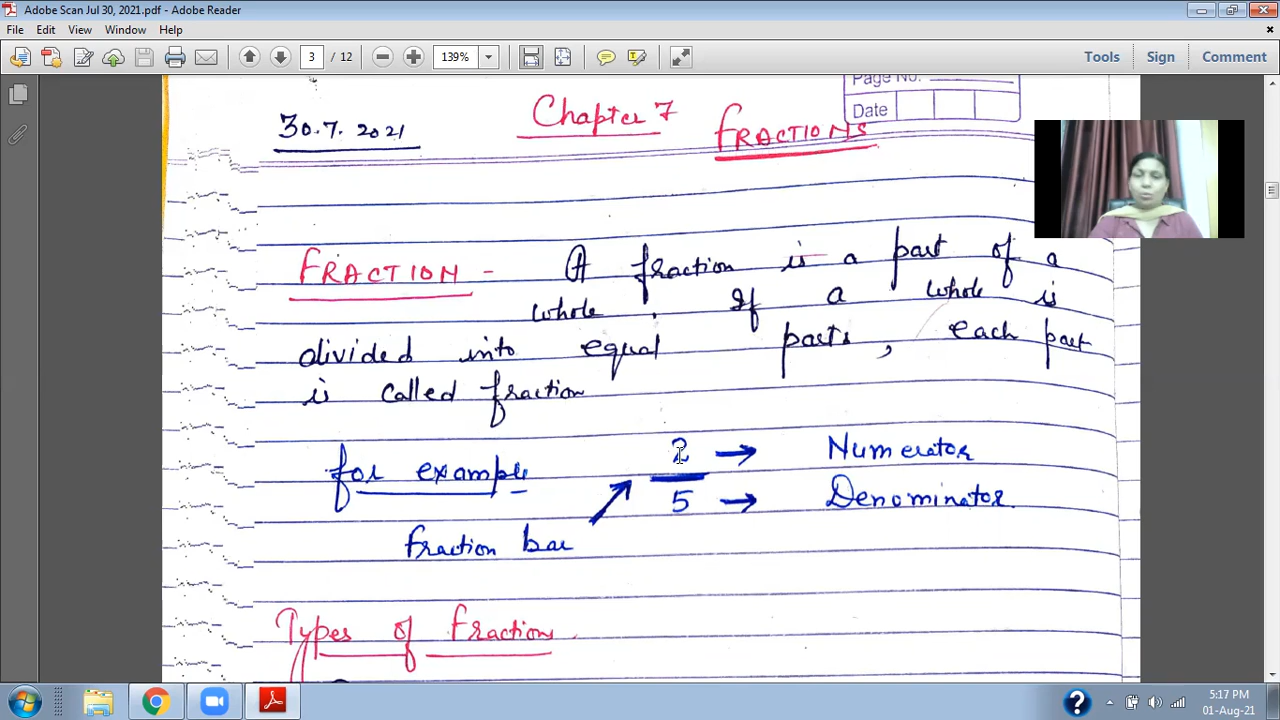 Adobe Scan Jul 30, 2021.pdf - Adobe Reader
File Edit View Window Help
3 / 12 139% Tools Sign Comment
Page No.
Date
30.7.2021 Chapter 7 FRACTIONS
FRACTION - A fraction is a part of a
whole. If a whole is
divided into equal parts, each part
is called fraction
for example 2 → Numerator
5 → Denominator
fraction bar
Types of Fraction
5:17 PM
01-Aug-21